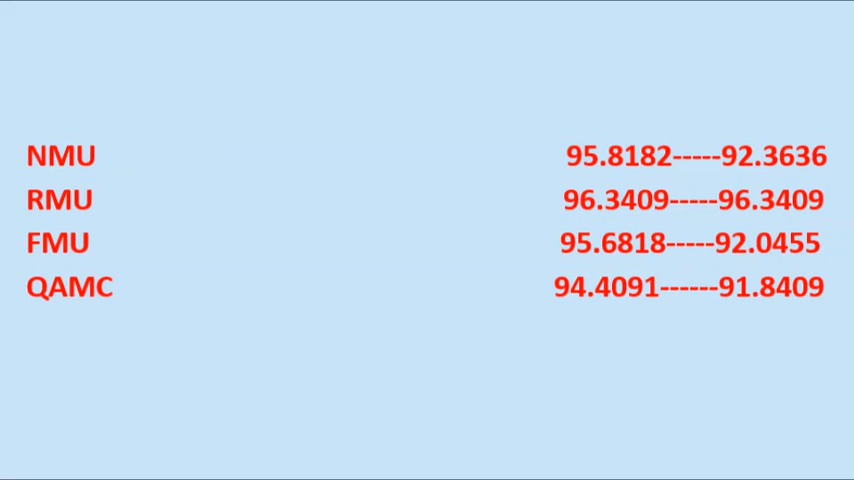 NMU 95.8182-----92.3636
RMU 96.3409-----96.3409
FMU 95.6818-----92.0455
QAMC 94.4091------91.8409